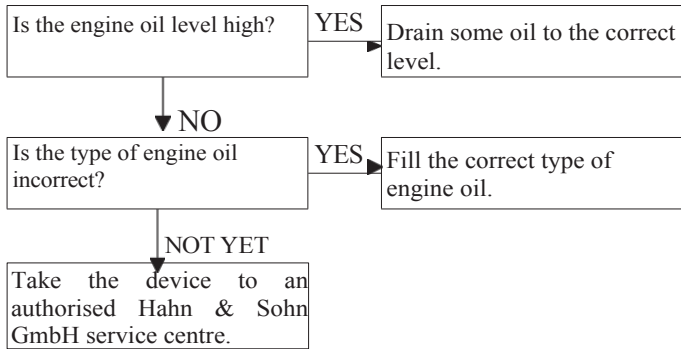 Is the engine oil level high?
YES
Drain some oil to the correct
level.
NO
Is the type of engine oil
incorrect?
YES
Fill the correct type of
engine oil.
NOT YET
Take the device to an
authorised Hahn & Sohn
GmbH service centre.